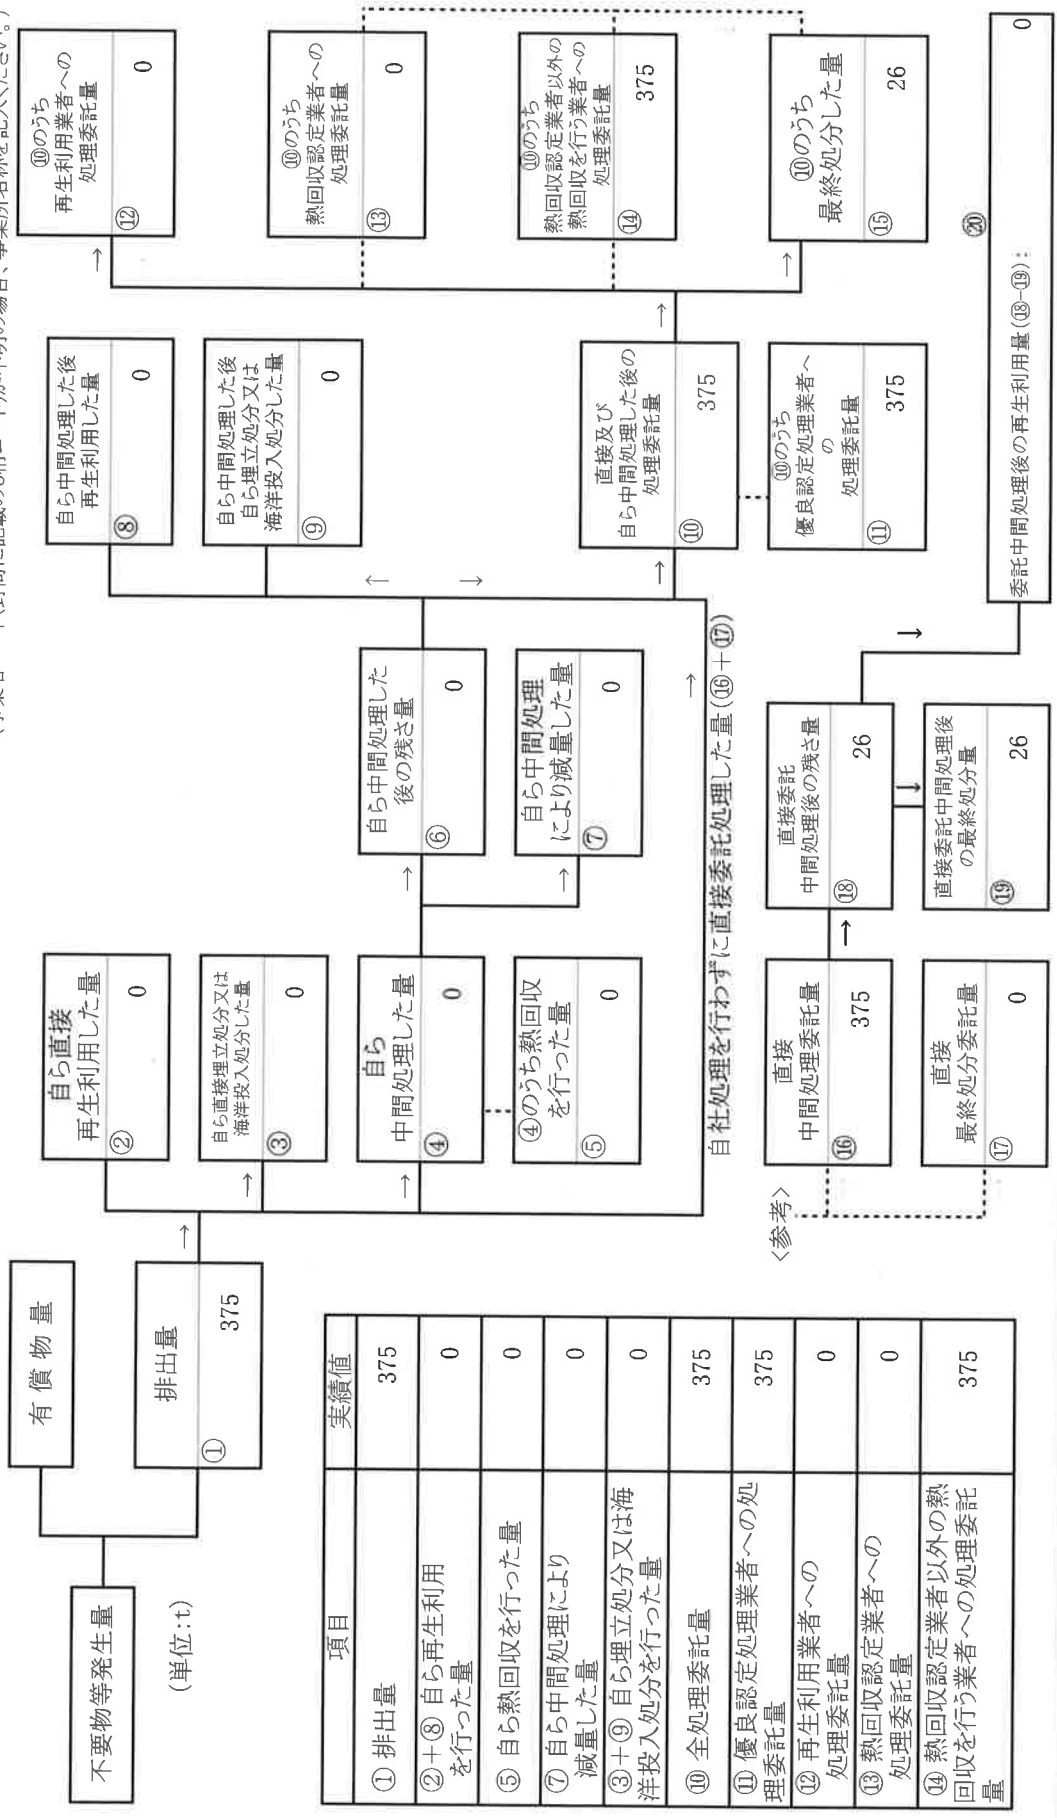 不要物等発生量
(単位:t)
有償物量
排出量
①
375
自ら直接
再生利用した量
②
0
自ら直接埋立処分又は
海洋投入処分した量
③
0
自ら
中間処理した量
④
0
④のうち熱回収
を行った量
⑤
0
自ら中間処理した
後の残さ量
⑥
0
自ら中間処理
により減量した量
⑦
0
自ら中間処理した後
再生利用した量
⑧
0
自ら中間処理した後
自ら埋立処分又は
海洋投入処分した量
⑨
0
直接及び
自ら中間処理した後の
処理委託量
⑩
375
⑩のうち
優良認定処理業者へ
の
処理委託量
⑪
375
⑩のうち
再生利用業者への
処理委託量
⑫
0
⑩のうち
熱回収認定業者への
処理委託量
⑬
0
⑩のうち
熱回収認定業者以外の
熱回収を行う業者への
処理委託量
⑭
375
⑩のうち
最終処分した量
⑮
26
自社処理を行わずに直接委託処理した量(⑯+⑰)
<参考>
直接
中間処理委託量
⑯
375
直接
最終処分委託量
⑰
0
直接委託
中間処理後の残さ量
⑱
26
直接委託中間処理後
の最終処分量
⑲
26
⑳
委託中間処理後の再生利用量(⑱-⑲):
0
項目
実績値
①排出量
375
②+⑧ 自ら再生利用
を行った量
0
⑤ 自ら熱回収を行った量
0
⑦ 自ら中間処理により
減量した量
0
③+⑨ 自ら埋立処分又は海
洋投入処分を行った量
0
⑩ 全処理委託量
375
⑪ 優良認定処理業者への処
理委託量
375
⑫ 再生利用業者への
処理委託量
0
⑬ 熱回収認定業者への
処理委託量
0
⑭ 熱回収認定業者以外の熱
回収を行う業者への処理委託
量
375